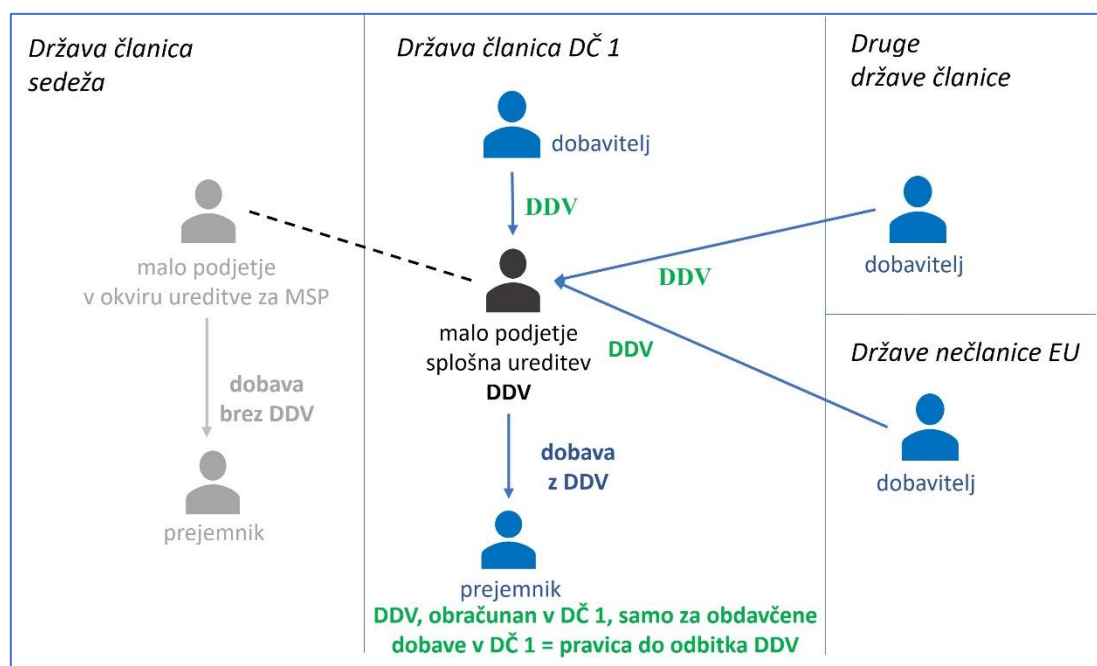 Država članica
sedeža
malo podjetje
v okviru ureditve za MSP
dobava
brez DDV
prejemnik
Država članica DČ 1
dobavitelj
DDV
DDV
DDV
malo podjetje
splošna ureditev
DDV
dobava
z DDV
prejemnik
DDV, obračunan v DČ 1, samo za obdavčene
dobave v DČ 1 = pravica do odbitka DDV
Druge
države članice
dobavitelj
Države nečlanice EU
dobavitelj